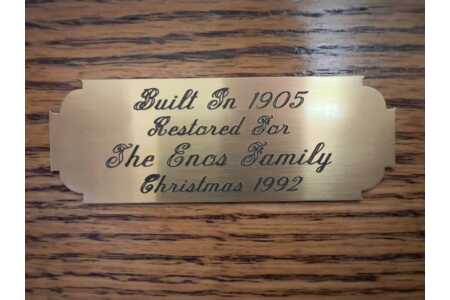 Built In 1905
Restored For
The Enos Family
Christmas 1992